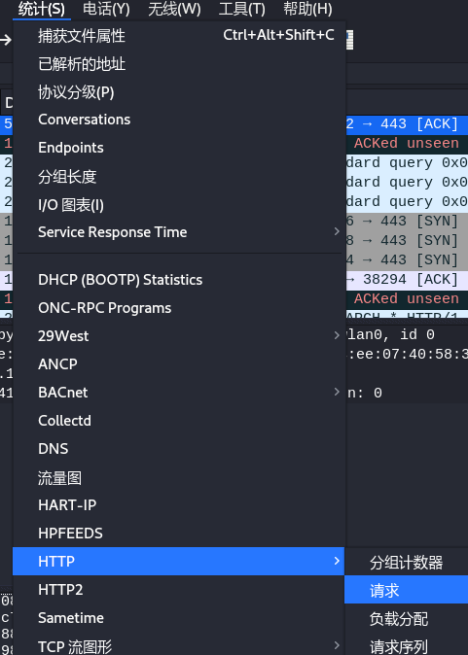 统计(S) 电话(Y) 无线(W) 工具(T) 帮助(H)
捕获文件属性 Ctrl+Alt+Shift+C
已解析的地址
协议分级(P)
Conversations
Endpoints
分组长度
I/O 图表(I)
Service Response Time
DHCP (BOOTP) Statistics
ONC-RPC Programs
29West
ANCP
BACnet
Collectd
DNS
流量图
HART-IP
HPFEEDS
HTTP
HTTP2
Sametime
TCP 流图形
分组计数器
请求
负载分配
请求序列
2 → 443 [ACK]
ACKed unseen
dard query 0x0
dard query 0x0
dard query 0x0
6 → 443 [SYN]
8 → 443 [SYN]
4 → 443 [SYN]
→ 38294 [ACK]
ACKed unseen
lan0, id 0
:ee:07:40:58:3
n: 0